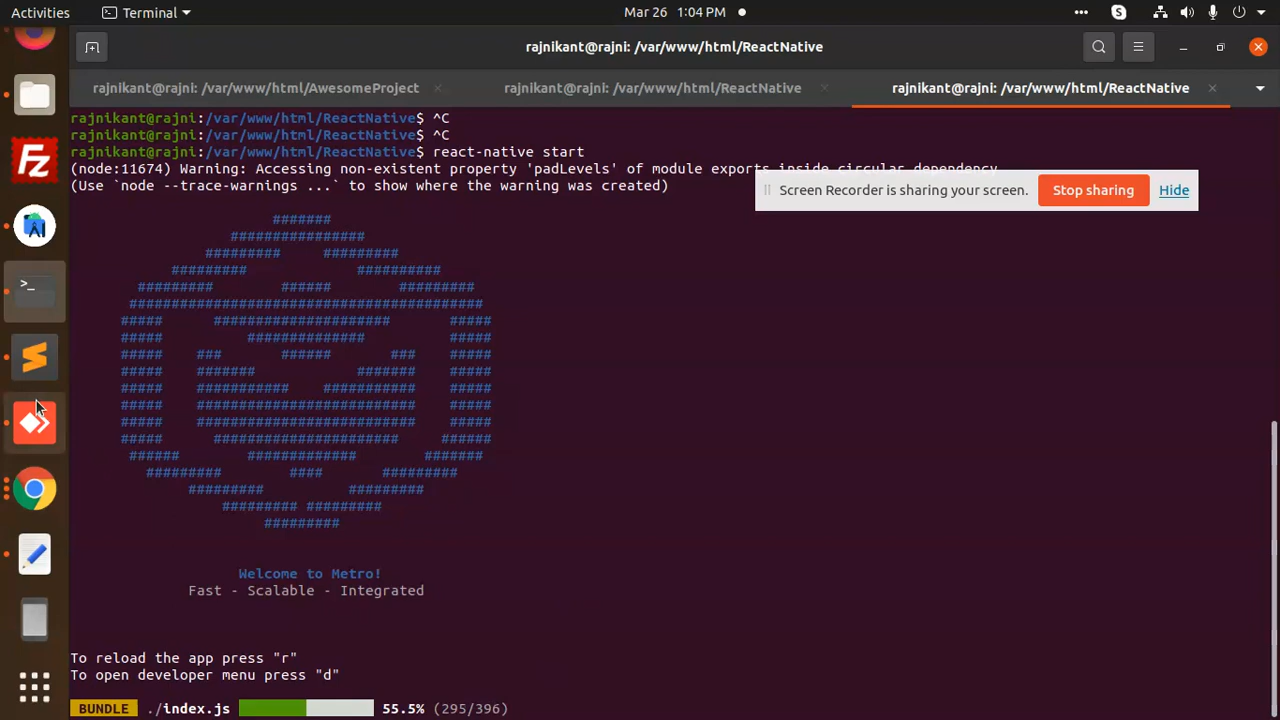 Activities
Terminal
Mar 26 1:04 PM
rajnikant@rajni: /var/www/html/ReactNative
rajnikant@rajni: /var/www/html/AwesomeProject
rajnikant@rajni: /var/www/html/ReactNative
rajnikant@rajni: /var/www/html/ReactNative
rajnikant@rajni:/var/www/html/ReactNative$ ^C
rajnikant@rajni:/var/www/html/ReactNative$ ^C
rajnikant@rajni:/var/www/html/ReactNative$ react-native start
(node:11674) Warning: Accessing non-existent property 'padLevels' of module exports inside circular dependency
(Use `node --trace-warnings ...` to show where the warning was created)
Screen Recorder is sharing your screen.
Stop sharing
Hide
Welcome to Metro!
Fast - Scalable - Integrated
To reload the app press "r"
To open developer menu press "d"
BUNDLE ./index.js 55.5% (295/396)